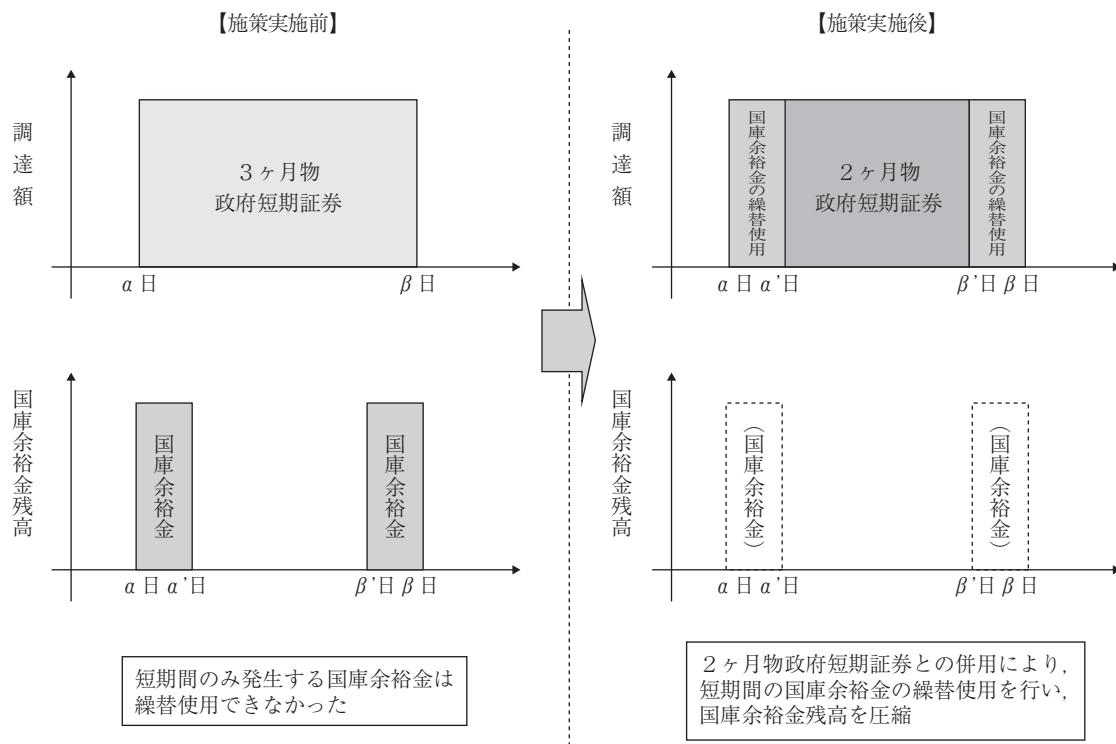 【施策実施前】
調達額
3ヶ月物
政府短期証券
α日
β日
国庫余裕金残高
国庫余裕金
国庫余裕金
α日 α'日
β'日 β日
短期間のみ発生する国庫余裕金は
繰替使用できなかった
【施策実施後】
調達額
国庫余裕金の繰替使用
2ヶ月物
政府短期証券
国庫余裕金の繰替使用
α日 α'日
β'日 β日
国庫余裕金残高
(国庫余裕金)
(国庫余裕金)
α日 α'日
β'日 β日
2ヶ月物政府短期証券との併用により,
短期間の国庫余裕金の繰替使用を行い,
国庫余裕金残高を圧縮